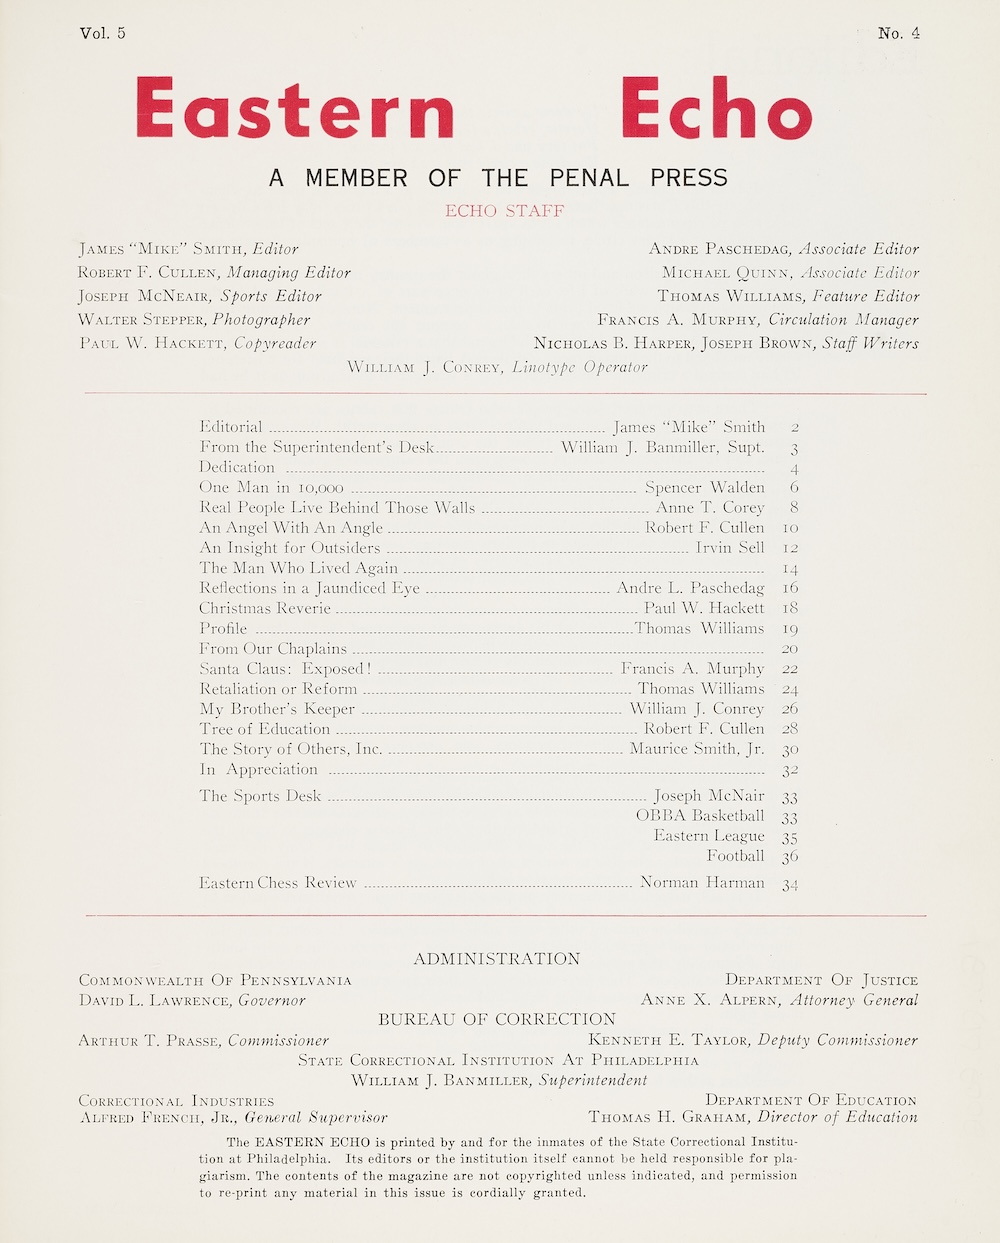 Vol. 5 No. 4
Eastern Echo
A MEMBER OF THE PENAL PRESS
ECHO STAFF
JAMES "MIKE" SMITH, Editor ANDRE PASCHEDAG, Associate Editor
ROBERT F. CULLEN, Managing Editor MICHAEL QUINN, Associate Editor
JOSEPH MCNEAIR, Sports Editor THOMAS WILLIAMS, Feature Editor
WALTER STEPPER, Photographer FRANCIS A. MURPHY, Circulation Manager
PAUL W. HACKETT, Copyreader NICHOLAS B. HARPER, JOSEPH BROWN, Staff Writers
WILLIAM J. CONREY, Linotype Operator
Editorial James "Mike" Smith 2
From the Superintendent's Desk William J. Banmiller, Supt. 3
Dedication 4
One Man in 10,000 Spencer Walden 6
Real People Live Behind Those Walls Anne T. Corey 8
An Angel With An Angle Robert F. Cullen 10
An Insight for Outsiders Irvin Sell 12
The Man Who Lived Again 14
Reflections in a Jaundiced Eye Andre L. Paschedag 16
Christmas Reverie Paul W. Hackett 18
Profile Thomas Williams 19
From Our Chaplains 20
Santa Claus: Exposed! Francis A. Murphy 22
Retaliation or Reform Thomas Williams 24
My Brother's Keeper William J. Conrey 26
Tree of Education Robert F. Cullen 28
The Story of Others, Inc. Maurice Smith, Jr. 30
In Appreciation 32
The Sports Desk Joseph McNair 33
OBBA Basketball 33
Eastern League 35
Football 36
Eastern Chess Review Norman Harman 34
ADMINISTRATION
COMMONWEALTH OF PENNSYLVANIA DEPARTMENT OF JUSTICE
DAVID L. LAWRENCE, Governor ANNE X. ALPERN, Attorney General
BUREAU OF CORRECTION
ARTHUR T. PRASSE, Commissioner KENNETH E. TAYLOR, Deputy Commissioner
STATE CORRECTIONAL INSTITUTION AT PHILADELPHIA
WILLIAM J. BANMILLER, Superintendent
CORRECTIONAL INDUSTRIES DEPARTMENT OF EDUCATION
ALFRED FRENCH, JR., General Supervisor THOMAS H. GRAHAM, Director of Education
The EASTERN ECHO is printed by and for the inmates of the State Correctional Institu-
tion at Philadelphia. Its editors or the institution itself cannot be held responsible for pla-
giarism. The contents of the magazine are not copyrighted unless indicated, and permission
to re-print any material in this issue is cordially granted.